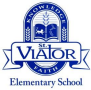 KNOWLEDGE
ST.
VIATOR
FAITH
Elementary School